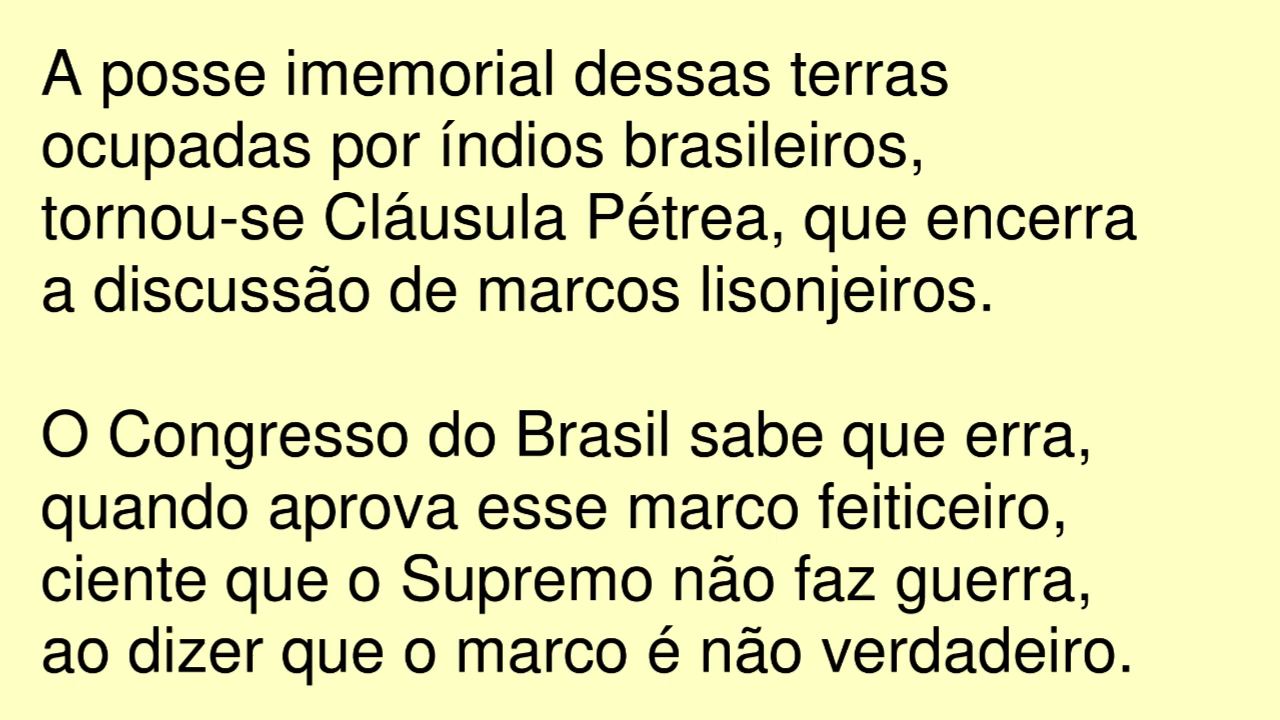 A posse imemorial dessas terras
ocupadas por índios brasileiros,
tornou-se Cláusula Pétrea, que encerra
a discussão de marcos lisonjeiros.
O Congresso do Brasil sabe que erra,
quando aprova esse marco feiticeiro,
ciente que o Supremo não faz guerra,
ao dizer que o marco é não verdadeiro.